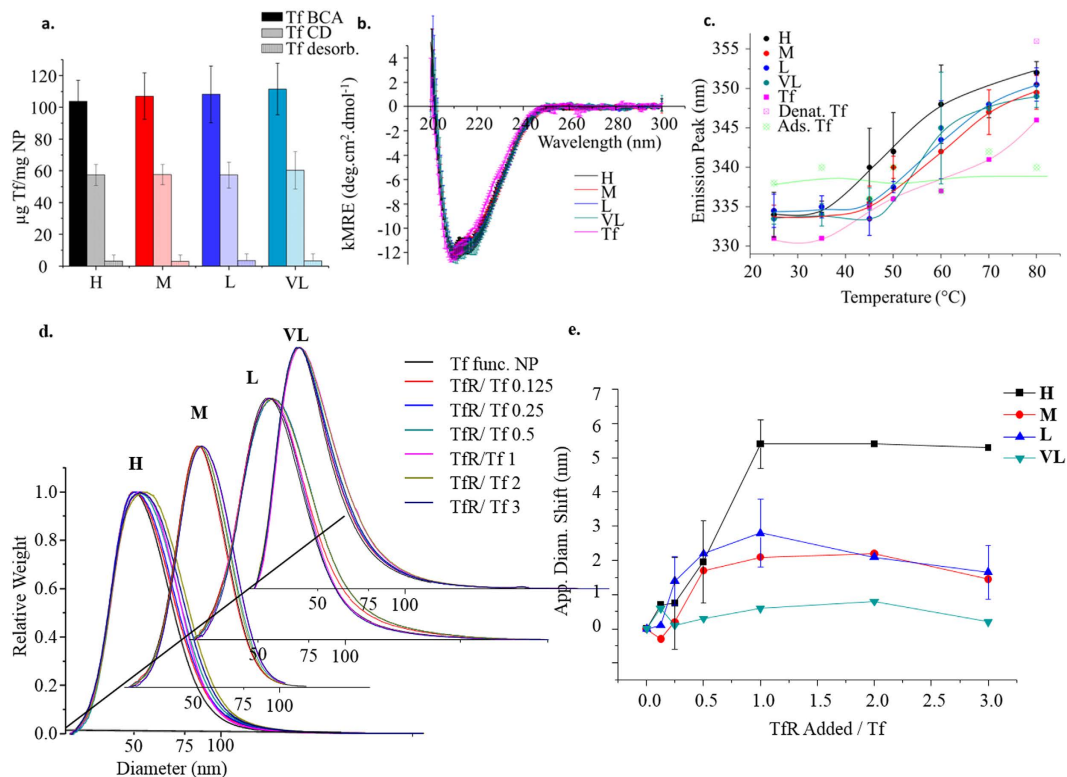 a.
Tf BCA
Tf CD
Tf desorb.
120
100
80
60
40
20
0
µg Tf/mg NP
H M L VL
b.
0
-2
-4
-6
-8
-10
-12
kMRE (deg.cm².dmol⁻¹)
200 220 240 260 280 300
Wavelength (nm)
H
M
L
VL
Tf
c.
H
M
L
VL
Tf
Denat. Tf
Ads. Tf
355
350
345
340
335
330
Emission Peak (nm)
20 30 40 50 60 70 80
Temperature (°C)
d.
H
M
L
VL
Tf func. NP
TfR/ Tf 0.125
TfR/ Tf 0.25
TfR/ Tf 0.5
TfR/Tf 1
TfR/ Tf 2
TfR/ Tf 3
1.0
0.8
0.6
0.4
0.2
0.0
Relative Weight
50 100
50 75 100
50 75 100
50 75 100
Diameter (nm)
e.
H
M
L
VL
7
6
5
4
3
2
1
0
App. Diam. Shift (nm)
0.0 0.5 1.0 1.5 2.0 2.5 3.0
TfR Added / Tf